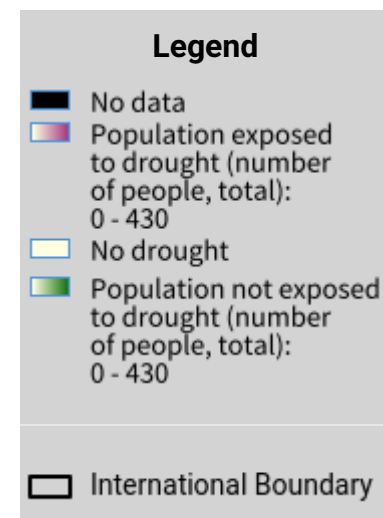 Legend
No data
Population exposed
to drought (number
of people, total):
0 - 430
No drought
Population not exposed
to drought (number
of people, total):
0 - 430
International Boundary